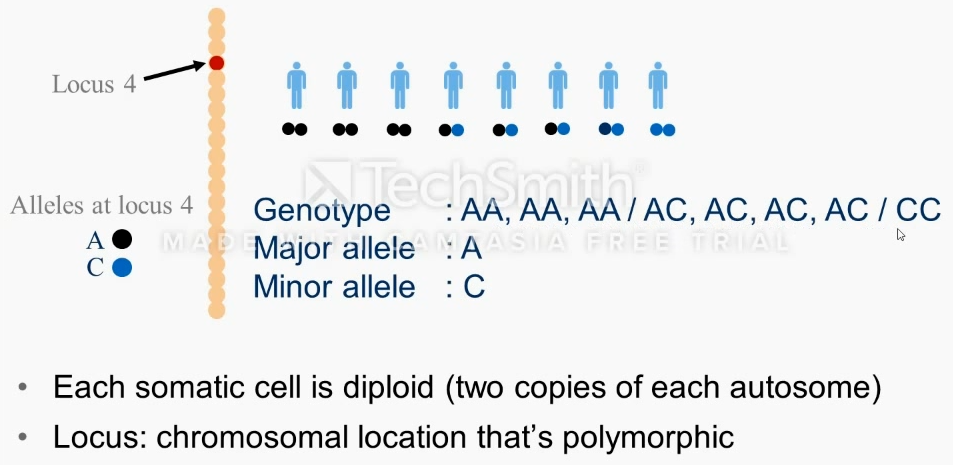 Locus 4
TechSmith®
Alleles at locus 4
A
C
Genotype : AA, AA, AA / AC, AC, AC, AC / CC
MADE WITH CAMTASIA FREE TRIAL
Major allele : A
Minor allele : C
• Each somatic cell is diploid (two copies of each autosome)
• Locus: chromosomal location that's polymorphic